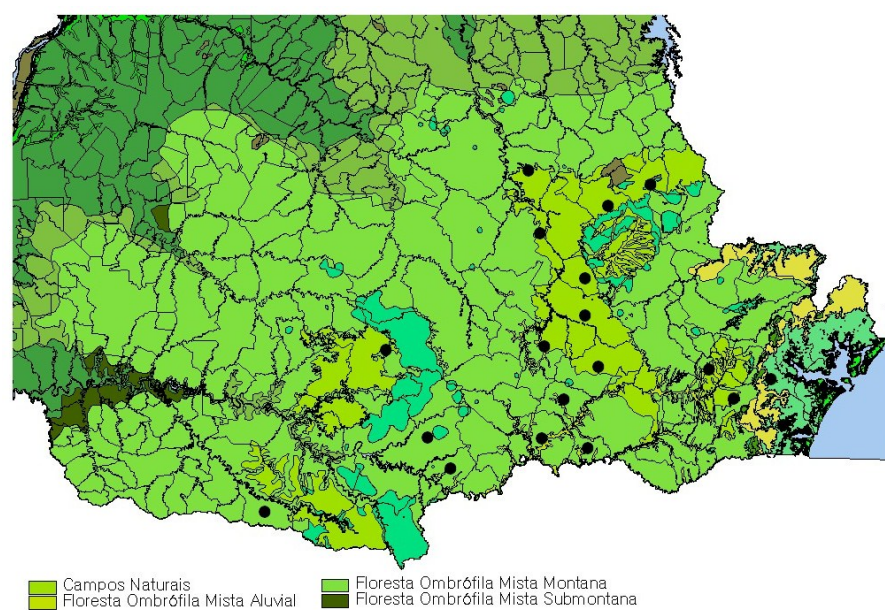 Campos Naturais
Floresta Ombrófila Mista Aluvial
Floresta Ombrófila Mista Montana
Floresta Ombrófila Mista Submontana